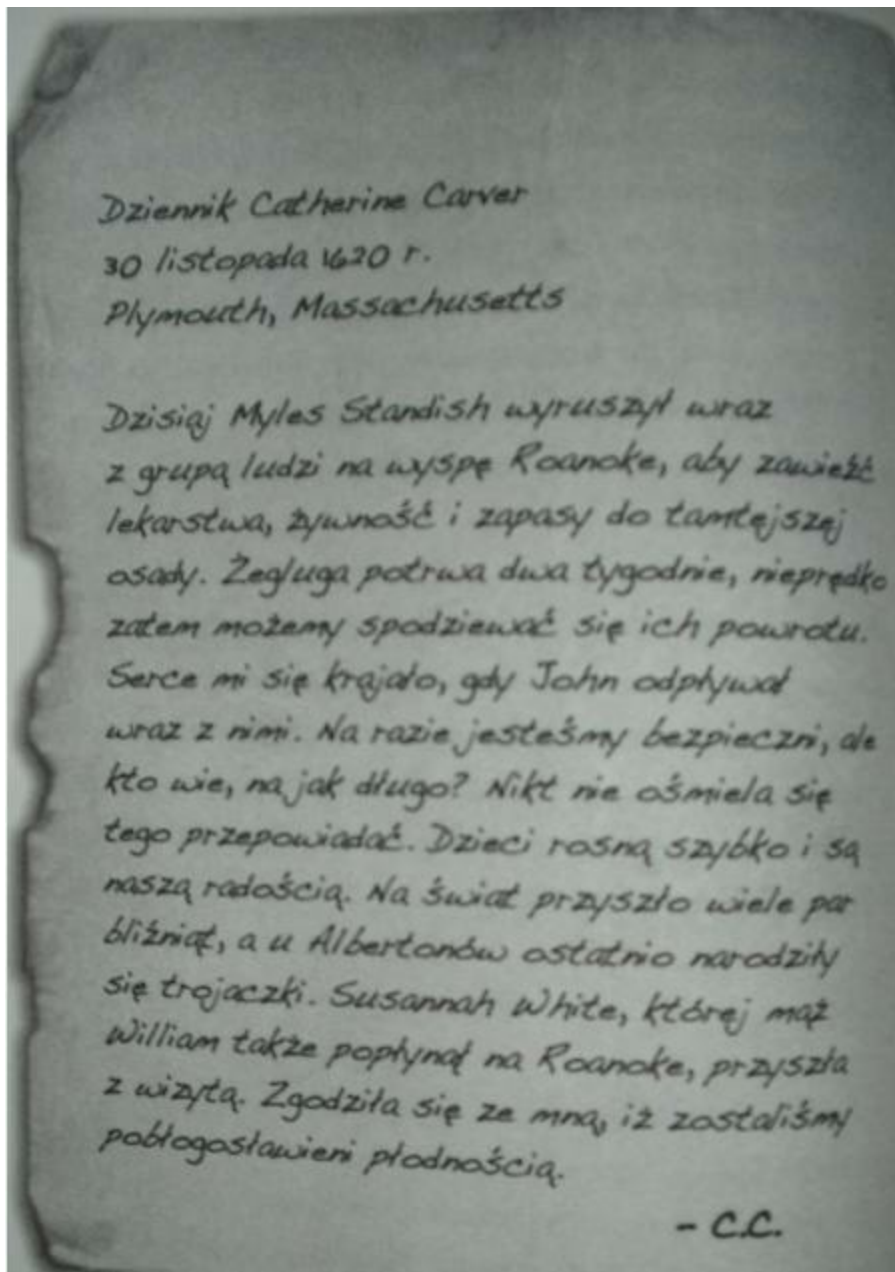 Dziennik Catherine Carver
30 listopada 1620 r.
Plymouth, Massachusetts
Dzisiaj Myles Standish wyruszył wraz
z grupą ludzi na wyspę Roanoke, aby zawieźć
lekarstwa, żywność i zapasy do tamtejszej
osady. Żegluga potrwa dwa tygodnie, nieprędko
zatem możemy spodziewać się ich powrotu.
Serce mi się krajało, gdy John odpływał
wraz z nimi. Na razie jesteśmy bezpieczni, ale
kto wie, na jak długo? Nikt nie ośmiela się
tego przepowiadać. Dzieci rosną szybko i są
naszą radością. Na świat przyszło wiele par
bliźniąt, a u Albertonów ostatnio narodziły
się trojaczki. Susannah White, której mąż
William także popłynął na Roanoke, przyszła
z wizytą. Zgodziła się ze mną, iż zostaliśmy
pobłogosławieni płodnością.
- C.C.